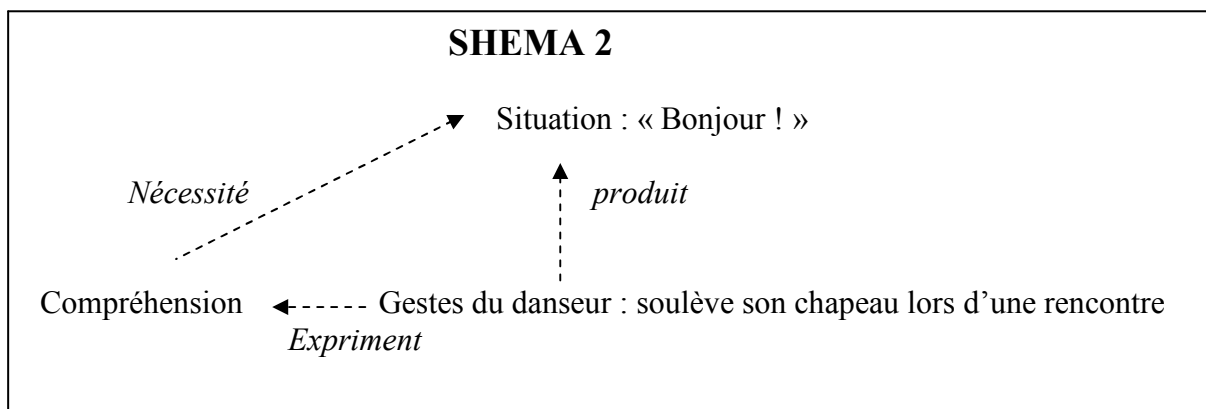 SHEMA 2
Situation : « Bonjour ! »
Nécessité
produit
Compréhension
Gestes du danseur : soulève son chapeau lors d’une rencontre
Expriment